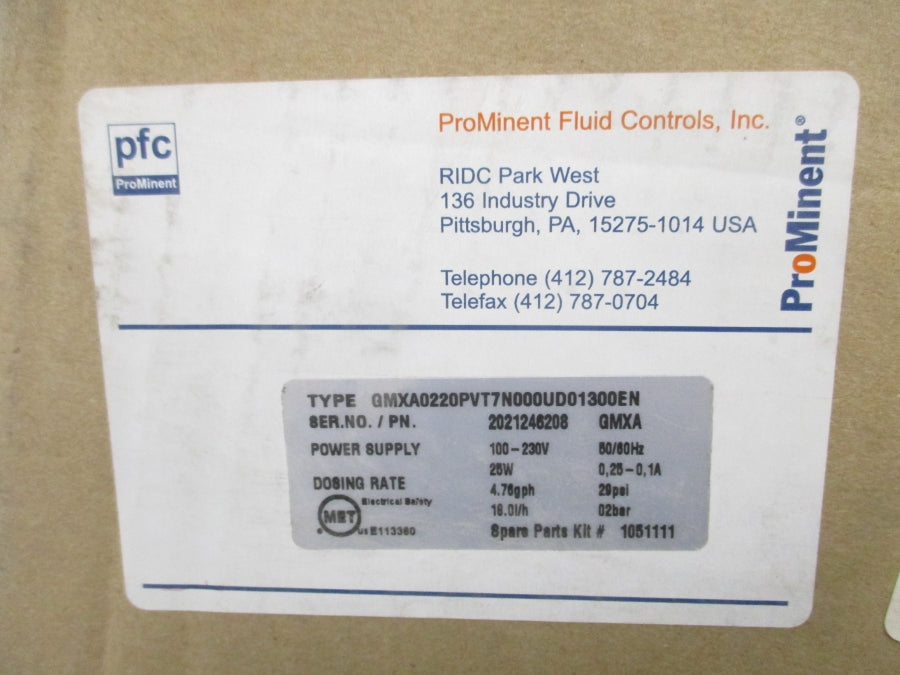 pfc
ProMinent
ProMinent Fluid Controls, Inc.
RIDC Park West
136 Industry Drive
Pittsburgh, PA, 15275-1014 USA
Telephone (412) 787-2484
Telefax (412) 787-0704
ProMinent®
TYPE GMXA0220PVT7N000UD01300EN
SER.NO. / PN. 2021246208 GMXA
POWER SUPPLY 100-230V 50/60Hz
25W 0,25-0,1A
DOSING RATE 4.76gph 29psi
Electrical Safety
MET 18.0l/h 02bar
c us E113360 Spare Parts Kit # 1051111